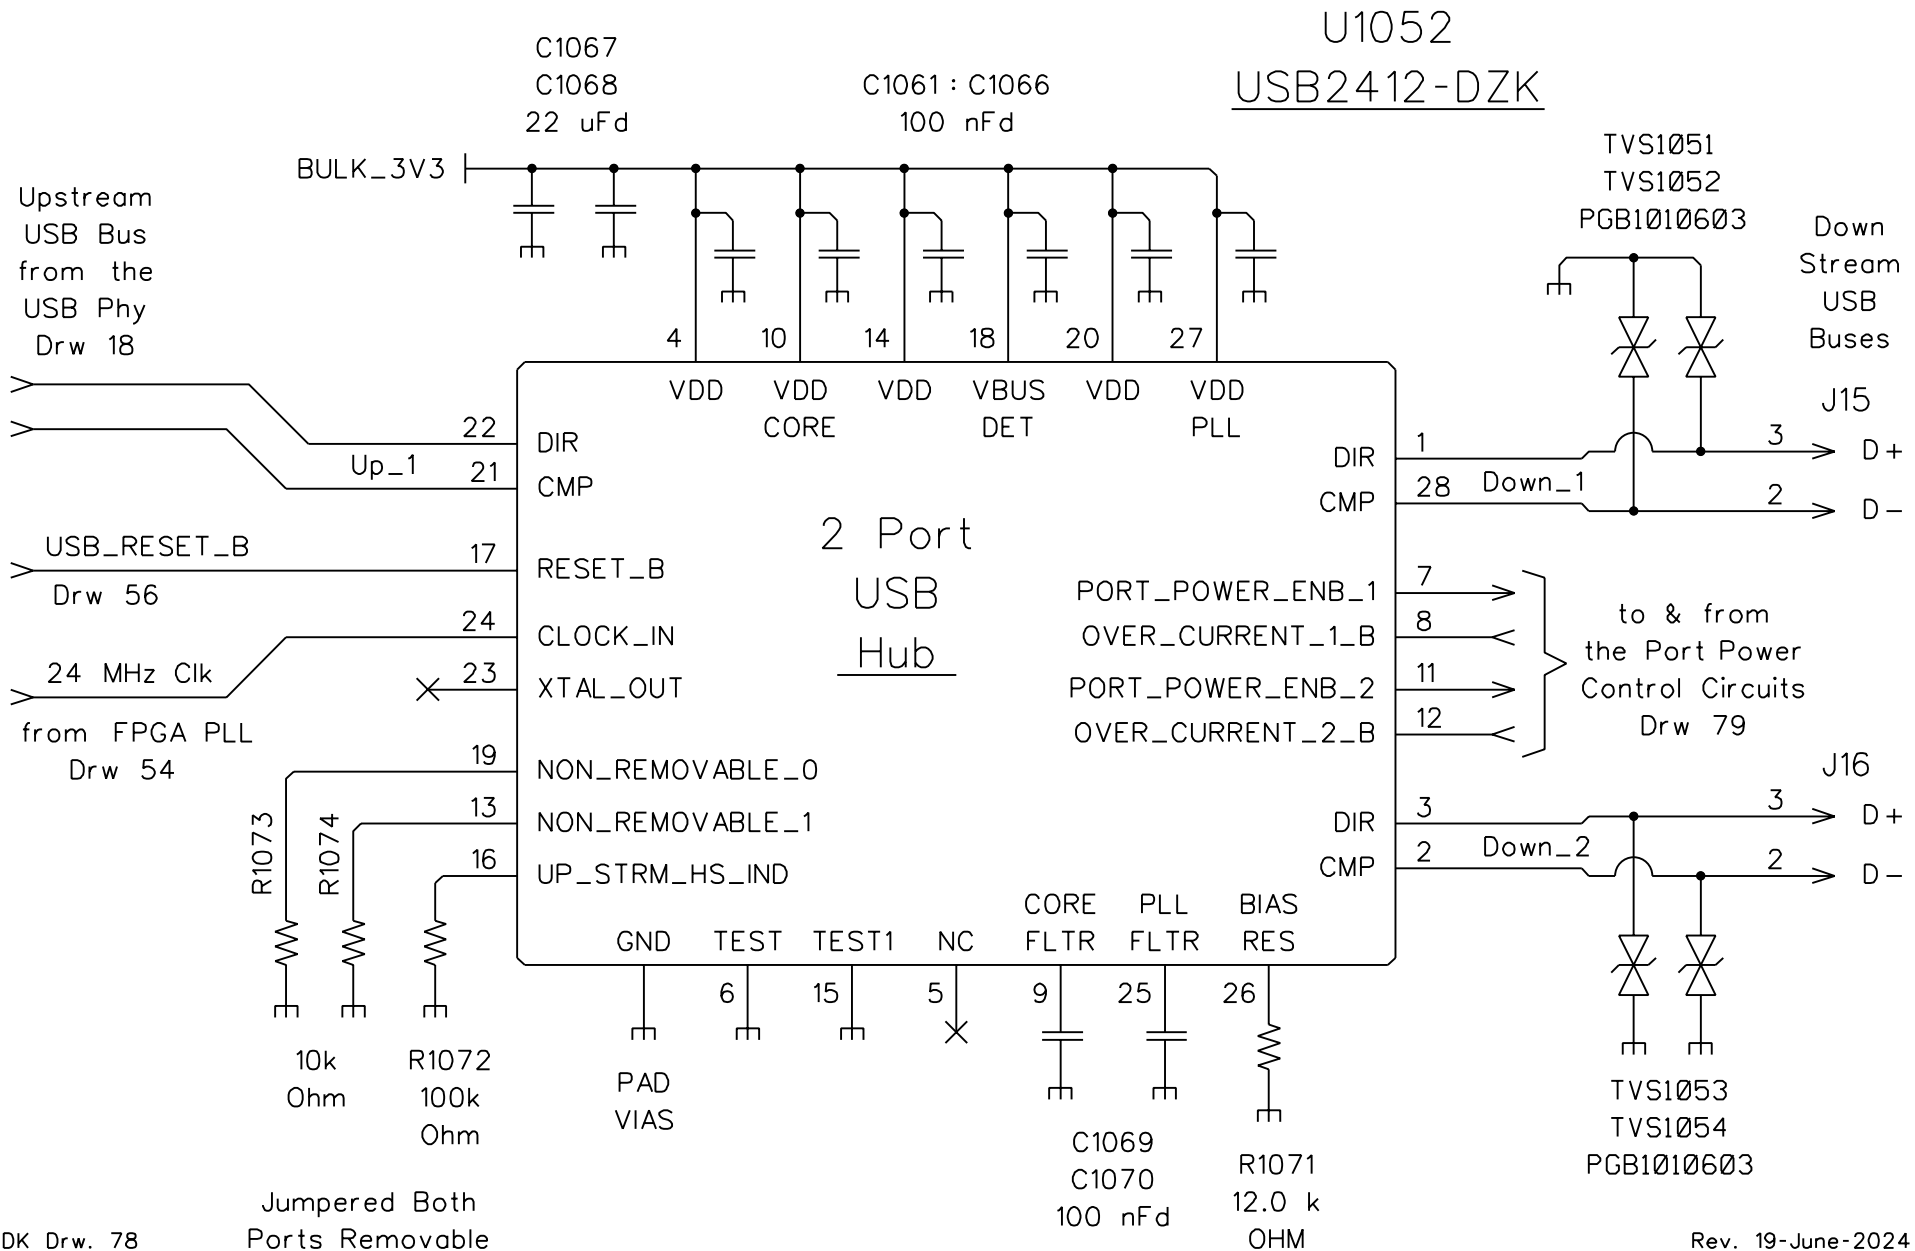 U1052
USB2412-DZK
C1067
C1068
22 uFd
C1061 : C1066
100 nFd
BULK_3V3
TVS1Ø51
TVS1Ø52
PGB1Ø1Ø6Ø3
Upstream
USB Bus
from the
USB Phy
Drw 18
Down
Stream
USB
Buses
4
10
14
18
20
27
VDD
VDD
CORE
VDD
VBUS
DET
VDD
VDD
PLL
22
DIR
Up_1
21
CMP
USB_RESET_B
17
RESET_B
Drw 56
24
CLOCK_IN
24 MHz Clk
23
XTAL_OUT
from FPGA PLL
Drw 54
19
NON_REMOVABLE_0
13
NON_REMOVABLE_1
16
UP_STRM_HS_IND
R1073
R1074
10k
Ohm
R1072
100k
Ohm
Jumpered Both
Ports Removable
2 Port
USB
Hub
J15
DIR
1
3
D+
CMP
28
Down_1
2
D-
PORT_POWER_ENB_1
7
OVER_CURRENT_1_B
8
PORT_POWER_ENB_2
11
OVER_CURRENT_2_B
12
to & from
the Port Power
Control Circuits
Drw 79
J16
DIR
3
3
D+
CMP
2
Down_2
2
D-
GND
TEST
TEST1
NC
CORE
FLTR
PLL
FLTR
BIAS
RES
6
15
5
9
25
26
PAD
VIAS
C1069
C1070
100 nFd
R1071
12.0 k
OHM
TVS1Ø53
TVS1Ø54
PGB1Ø1Ø6Ø3
DK Drw. 78
Rev. 19-June-2024